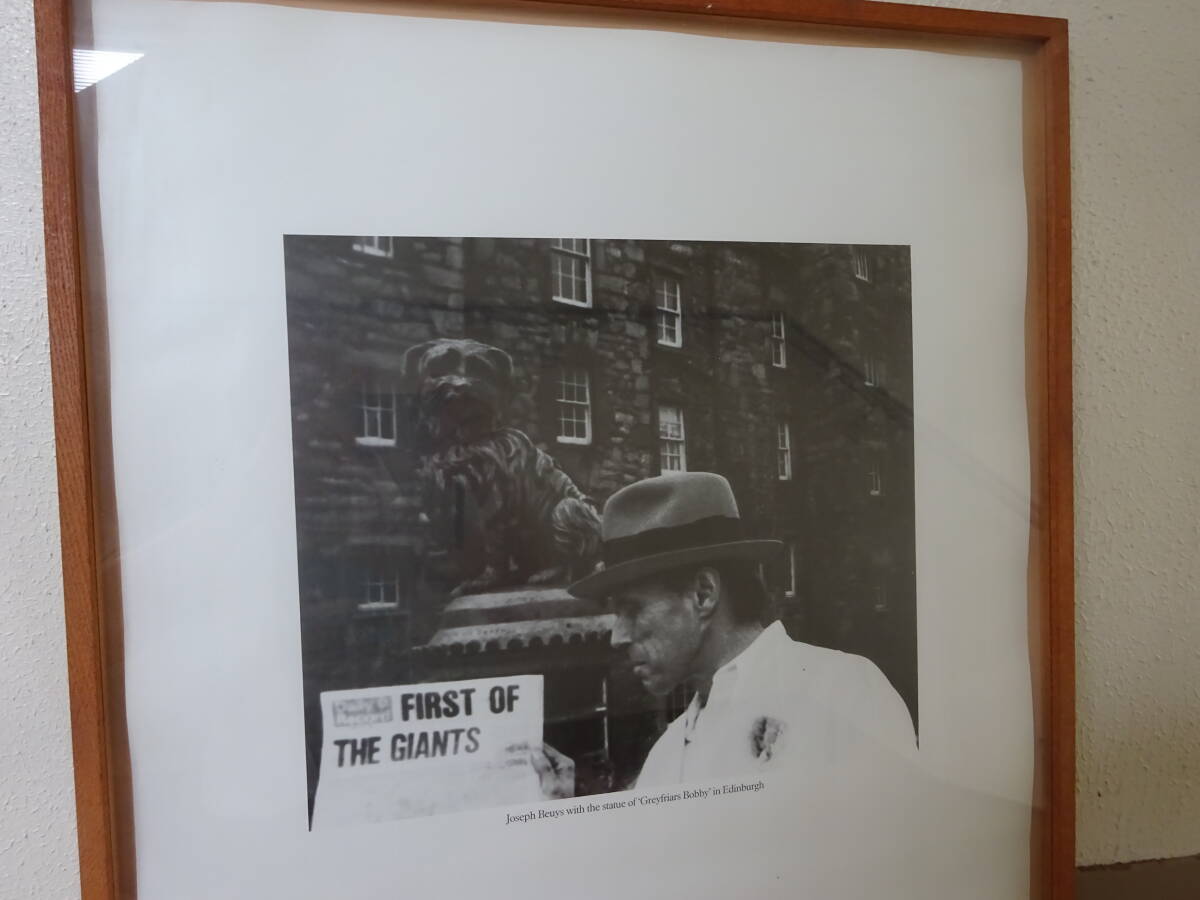 FIRST OF
THE GIANTS
Joseph Beuys with the statue of ‘Greyfriars Bobby’ in Edinburgh